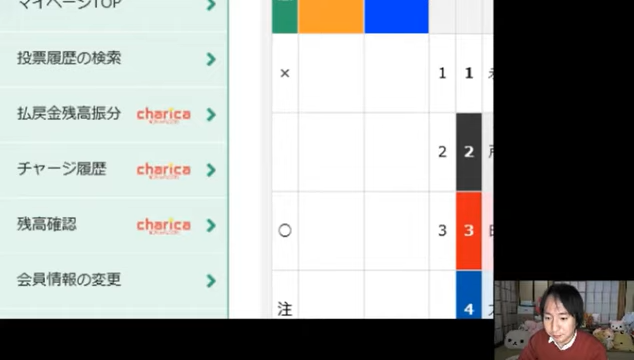 マイページTOP
投票履歴の検索
払戻金残高振分 charica
チャージ履歴 charica
残高確認 charica
会員情報の変更
× 1 1
2 2
○ 3 3
注 4